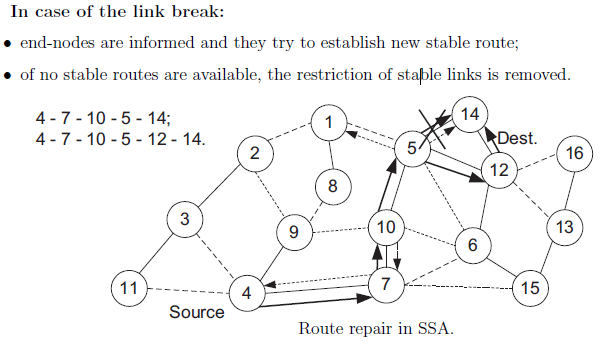 In case of the link break:
• end-nodes are informed and they try to establish new stable route;
• of no stable routes are available, the restriction of stable links is removed.
4 - 7 - 10 - 5 - 14;
4 - 7 - 10 - 5 - 12 - 14.
1
14
Dest.
5
2
12
16
8
3
9
10
13
6
11
4
7
15
Source
Route repair in SSA.